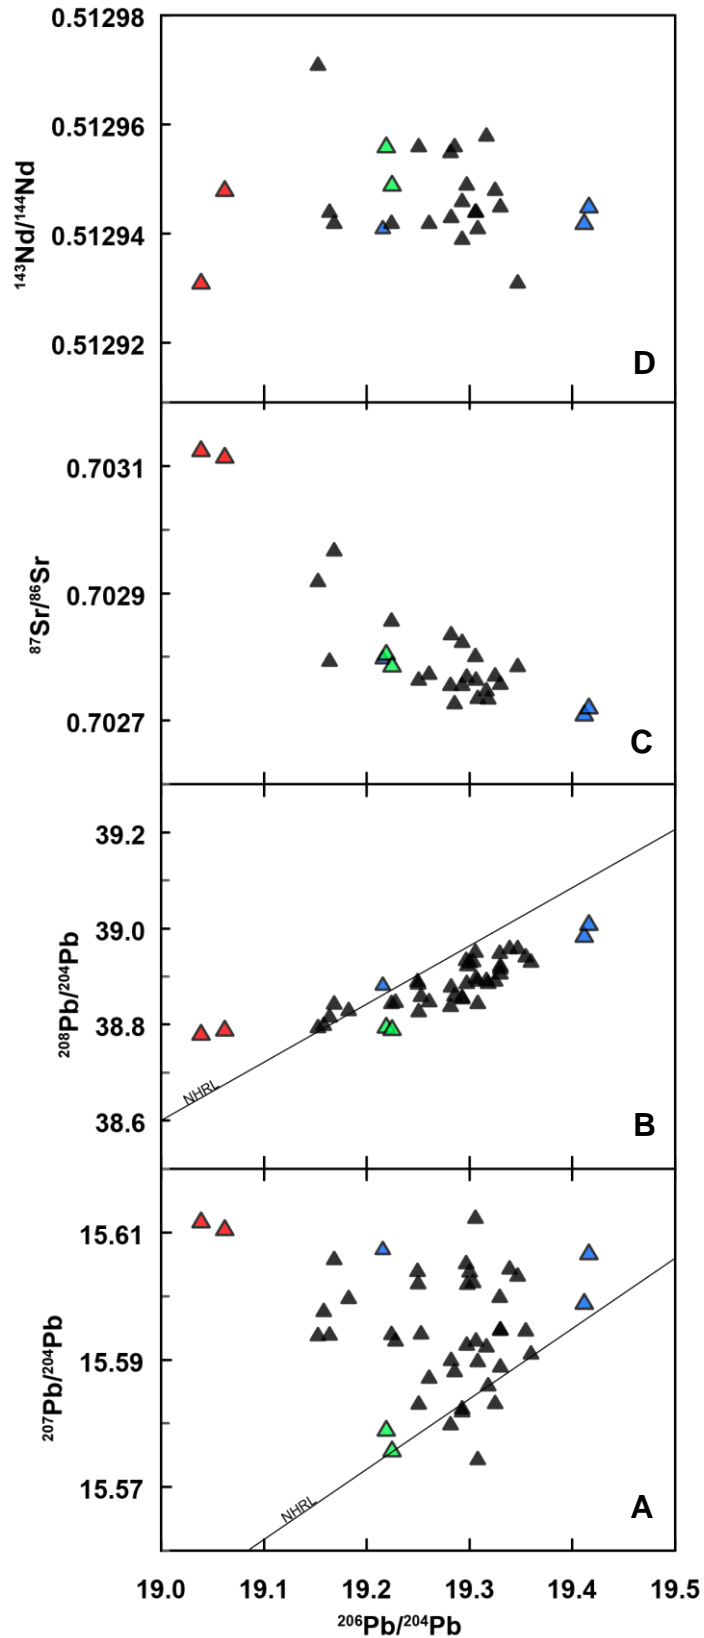 0.51298
0.51296
0.51294
0.51292
143Nd/144Nd
D
0.7031
0.7029
0.7027
87Sr/86Sr
C
39.2
39.0
38.8
38.6
208Pb/204Pb
NHRL
B
15.61
15.59
15.57
207Pb/204Pb
NHRL
A
19.0 19.1 19.2 19.3 19.4 19.5
206Pb/204Pb